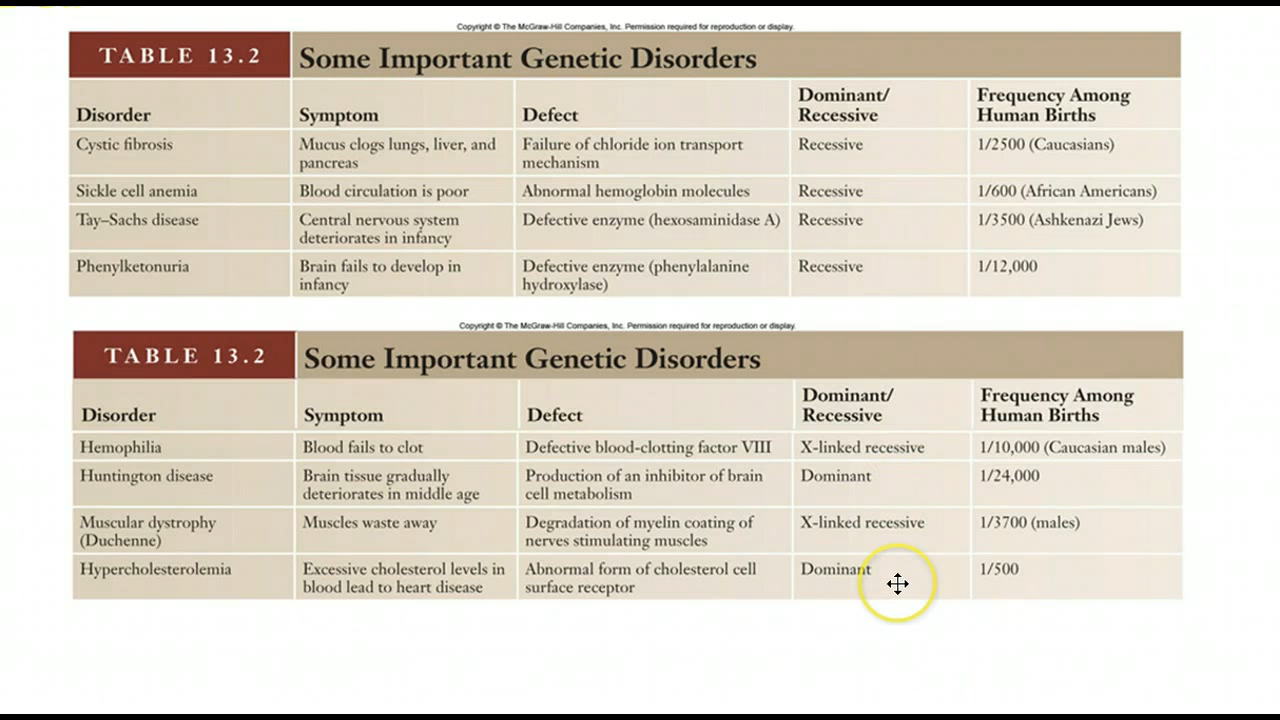 Copyright © The McGraw-Hill Companies, Inc. Permission required for reproduction or display.
TABLE 13.2 Some Important Genetic Disorders
Disorder Symptom Defect Dominant/ Recessive Frequency Among Human Births
Cystic fibrosis Mucus clogs lungs, liver, and pancreas Failure of chloride ion transport mechanism Recessive 1/2500 (Caucasians)
Sickle cell anemia Blood circulation is poor Abnormal hemoglobin molecules Recessive 1/600 (African Americans)
Tay–Sachs disease Central nervous system deteriorates in infancy Defective enzyme (hexosaminidase A) Recessive 1/3500 (Ashkenazi Jews)
Phenylketonuria Brain fails to develop in infancy Defective enzyme (phenylalanine hydroxylase) Recessive 1/12,000
Copyright © The McGraw-Hill Companies, Inc. Permission required for reproduction or display.
TABLE 13.2 Some Important Genetic Disorders
Disorder Symptom Defect Dominant/ Recessive Frequency Among Human Births
Hemophilia Blood fails to clot Defective blood-clotting factor VIII X-linked recessive 1/10,000 (Caucasian males)
Huntington disease Brain tissue gradually deteriorates in middle age Production of an inhibitor of brain cell metabolism Dominant 1/24,000
Muscular dystrophy (Duchenne) Muscles waste away Degradation of myelin coating of nerves stimulating muscles X-linked recessive 1/3700 (males)
Hypercholesterolemia Excessive cholesterol levels in blood lead to heart disease Abnormal form of cholesterol cell surface receptor Dominant 1/500